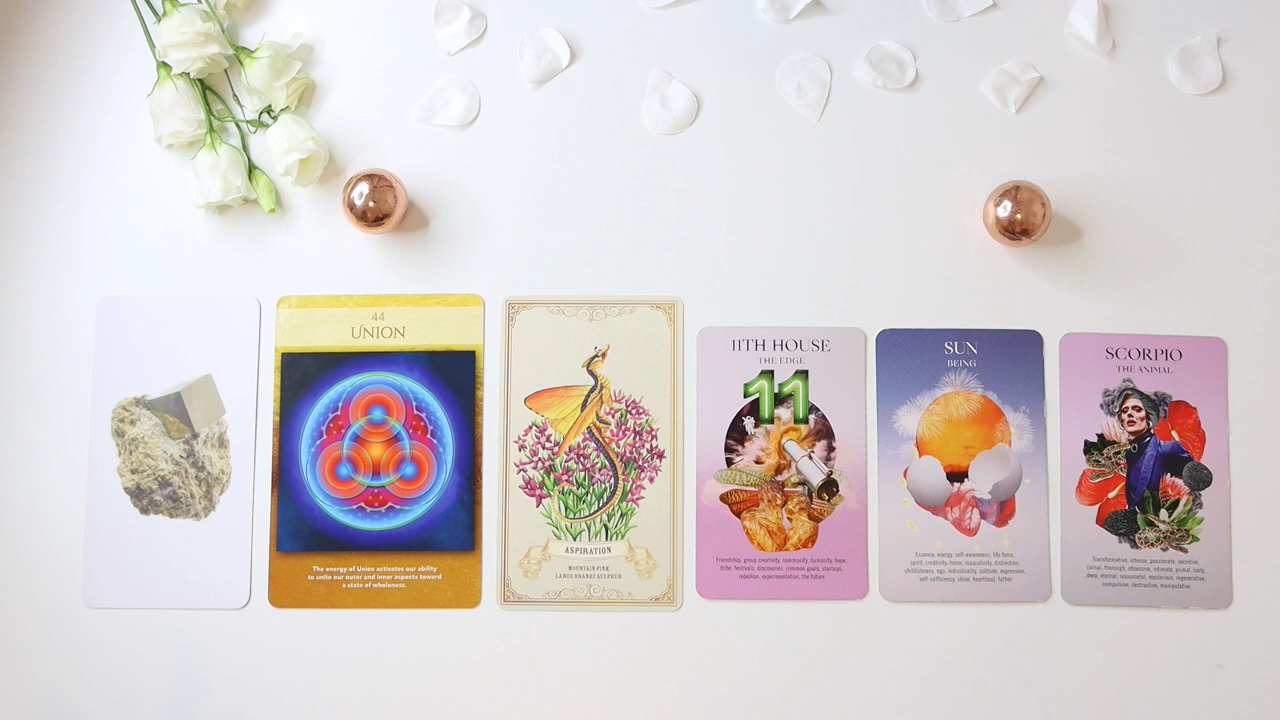 44
UNION
The energy of Union activates our ability
to unite our outer and inner aspects toward
a state of wholeness.
ASPIRATION
MOUNTAIN PINK
LARGE ORANGE SULPHUR
11TH HOUSE
THE EDGE
11
Friendship, group creativity, community, humanity, hope,
tribe, festivals, discoveries, common goals, startups,
rebellion, experimentation, the future
SUN
BEING
Essence, energy, self-awareness, life force,
spirit, creativity, honor, masculinity, distinction,
childishness, ego, individuality, solitude, expression,
self-sufficiency, shine, heartbeat, father
SCORPIO
THE ANIMAL
Transformative, intense, passionate, secretive,
carnal, thorough, obsessive, intimate, primal, lusty,
deep, eternal, resourceful, mysterious, regenerative,
compulsive, destructive, manipulative